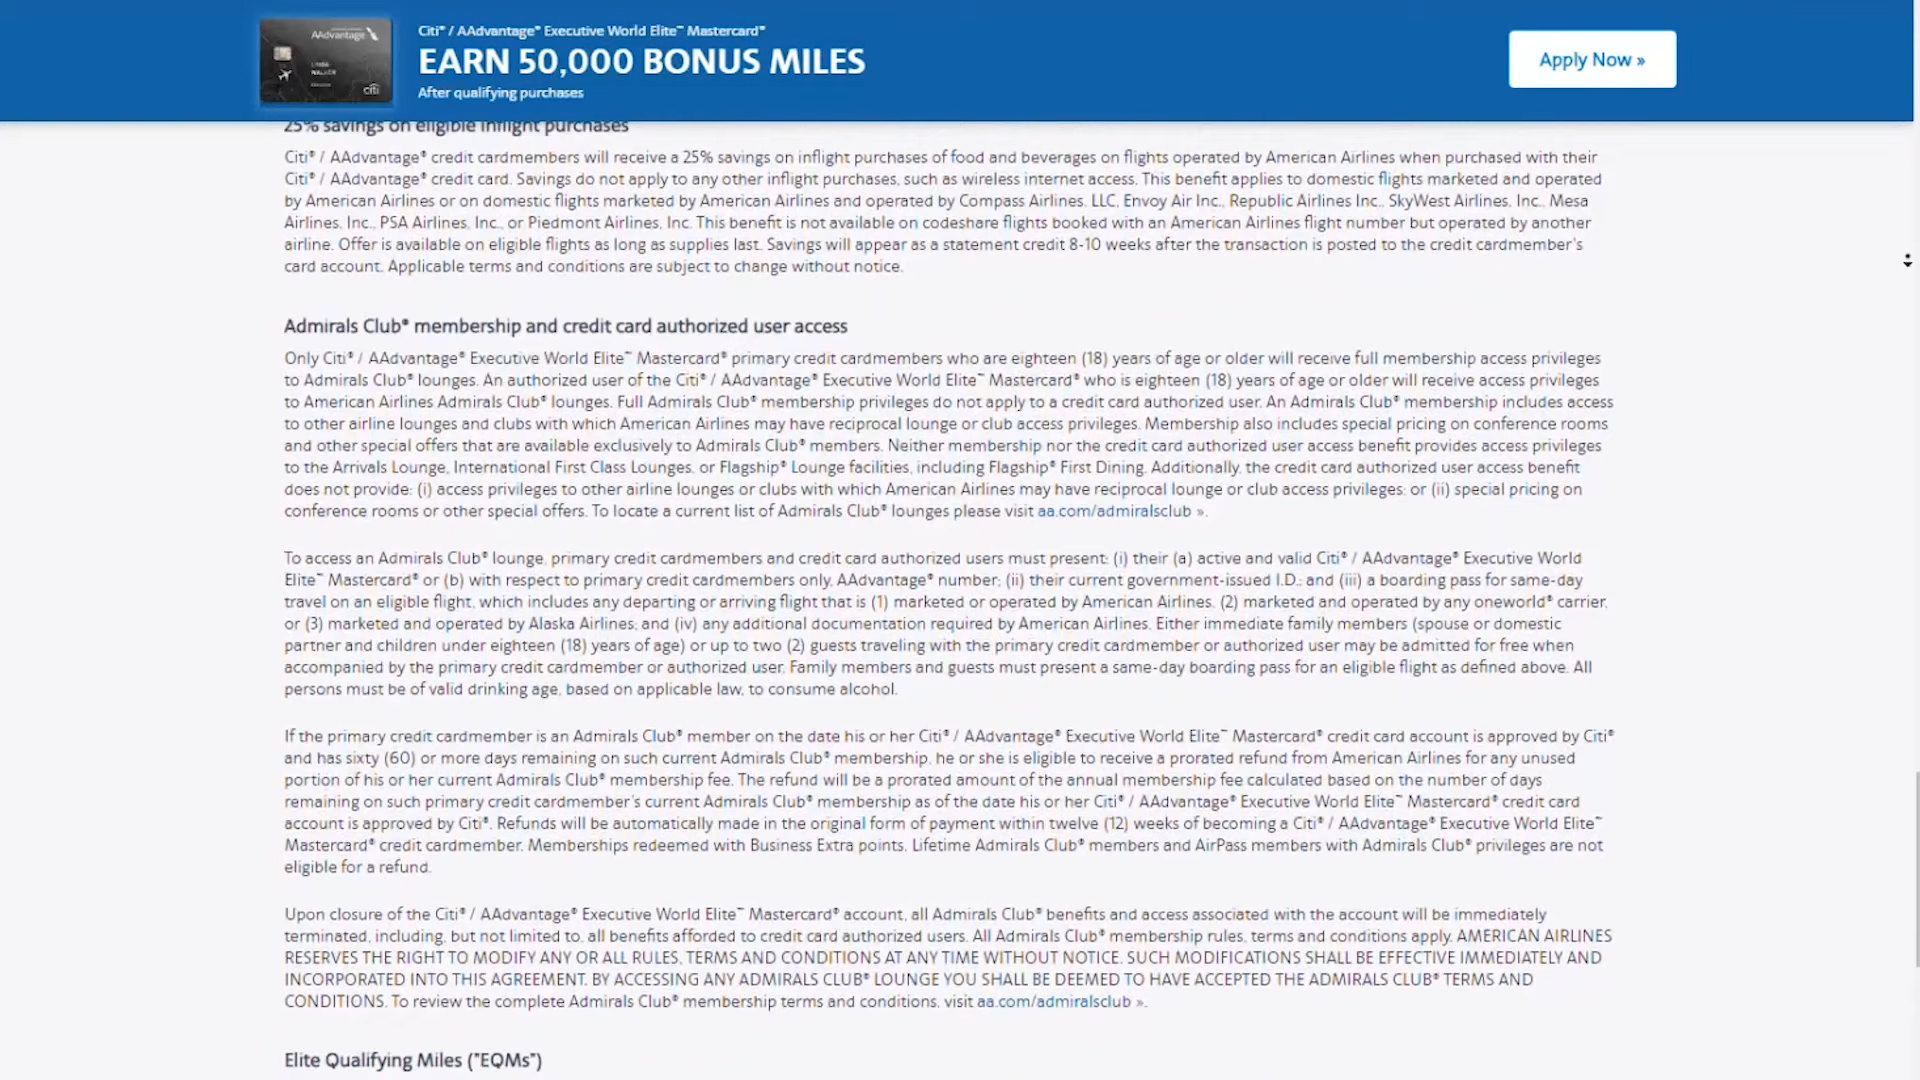 AAdvantage
LINDA
WALKER
citi
Citi® / AAdvantage® Executive World Elite™ Mastercard®
EARN 50,000 BONUS MILES
After qualifying purchases
Apply Now »
25% savings on eligible inflight purchases
Citi® / AAdvantage® credit cardmembers will receive a 25% savings on inflight purchases of food and beverages on flights operated by American Airlines when purchased with their
Citi® / AAdvantage® credit card. Savings do not apply to any other inflight purchases, such as wireless internet access. This benefit applies to domestic flights marketed and operated
by American Airlines or on domestic flights marketed by American Airlines and operated by Compass Airlines, LLC, Envoy Air Inc., Republic Airlines Inc., SkyWest Airlines, Inc., Mesa
Airlines, Inc., PSA Airlines, Inc., or Piedmont Airlines, Inc. This benefit is not available on codeshare flights booked with an American Airlines flight number but operated by another
airline. Offer is available on eligible flights as long as supplies last. Savings will appear as a statement credit 8-10 weeks after the transaction is posted to the credit cardmember's
card account. Applicable terms and conditions are subject to change without notice.
Admirals Club® membership and credit card authorized user access
Only Citi® / AAdvantage® Executive World Elite™ Mastercard® primary credit cardmembers who are eighteen (18) years of age or older will receive full membership access privileges
to Admirals Club® lounges. An authorized user of the Citi® / AAdvantage® Executive World Elite™ Mastercard® who is eighteen (18) years of age or older will receive access privileges
to American Airlines Admirals Club® lounges. Full Admirals Club® membership privileges do not apply to a credit card authorized user. An Admirals Club® membership includes access
to other airline lounges and clubs with which American Airlines may have reciprocal lounge or club access privileges. Membership also includes special pricing on conference rooms
and other special offers that are available exclusively to Admirals Club® members. Neither membership nor the credit card authorized user access benefit provides access privileges
to the Arrivals Lounge, International First Class Lounges, or Flagship® Lounge facilities, including Flagship® First Dining. Additionally, the credit card authorized user access benefit
does not provide: (i) access privileges to other airline lounges or clubs with which American Airlines may have reciprocal lounge or club access privileges; or (ii) special pricing on
conference rooms or other special offers. To locate a current list of Admirals Club® lounges please visit aa.com/admiralsclub ».
To access an Admirals Club® lounge, primary credit cardmembers and credit card authorized users must present: (i) their (a) active and valid Citi® / AAdvantage® Executive World
Elite™ Mastercard® or (b) with respect to primary credit cardmembers only, AAdvantage® number; (ii) their current government-issued I.D.; and (iii) a boarding pass for same-day
travel on an eligible flight, which includes any departing or arriving flight that is (1) marketed or operated by American Airlines, (2) marketed and operated by any oneworld® carrier,
or (3) marketed and operated by Alaska Airlines; and (iv) any additional documentation required by American Airlines. Either immediate family members (spouse or domestic
partner and children under eighteen (18) years of age) or up to two (2) guests traveling with the primary credit cardmember or authorized user may be admitted for free when
accompanied by the primary credit cardmember or authorized user. Family members and guests must present a same-day boarding pass for an eligible flight as defined above. All
persons must be of valid drinking age, based on applicable law, to consume alcohol.
If the primary credit cardmember is an Admirals Club® member on the date his or her Citi® / AAdvantage® Executive World Elite™ Mastercard® credit card account is approved by Citi®
and has sixty (60) or more days remaining on such current Admirals Club® membership, he or she is eligible to receive a prorated refund from American Airlines for any unused
portion of his or her current Admirals Club® membership fee. The refund will be a prorated amount of the annual membership fee calculated based on the number of days
remaining on such primary credit cardmember's current Admirals Club® membership as of the date his or her Citi® / AAdvantage® Executive World Elite™ Mastercard® credit card
account is approved by Citi®. Refunds will be automatically made in the original form of payment within twelve (12) weeks of becoming a Citi® / AAdvantage® Executive World Elite™
Mastercard® credit cardmember. Memberships redeemed with Business Extra points, Lifetime Admirals Club® members and AirPass members with Admirals Club® privileges are not
eligible for a refund.
Upon closure of the Citi® / AAdvantage® Executive World Elite™ Mastercard® account, all Admirals Club® benefits and access associated with the account will be immediately
terminated, including, but not limited to, all benefits afforded to credit card authorized users. All Admirals Club® membership rules, terms and conditions apply. AMERICAN AIRLINES
RESERVES THE RIGHT TO MODIFY ANY OR ALL RULES, TERMS AND CONDITIONS AT ANY TIME WITHOUT NOTICE. SUCH MODIFICATIONS SHALL BE EFFECTIVE IMMEDIATELY AND
INCORPORATED INTO THIS AGREEMENT. BY ACCESSING ANY ADMIRALS CLUB® LOUNGE YOU SHALL BE DEEMED TO HAVE ACCEPTED THE ADMIRALS CLUB® TERMS AND
CONDITIONS. To review the complete Admirals Club® membership terms and conditions, visit aa.com/admiralsclub ».
Elite Qualifying Miles ("EQMs")